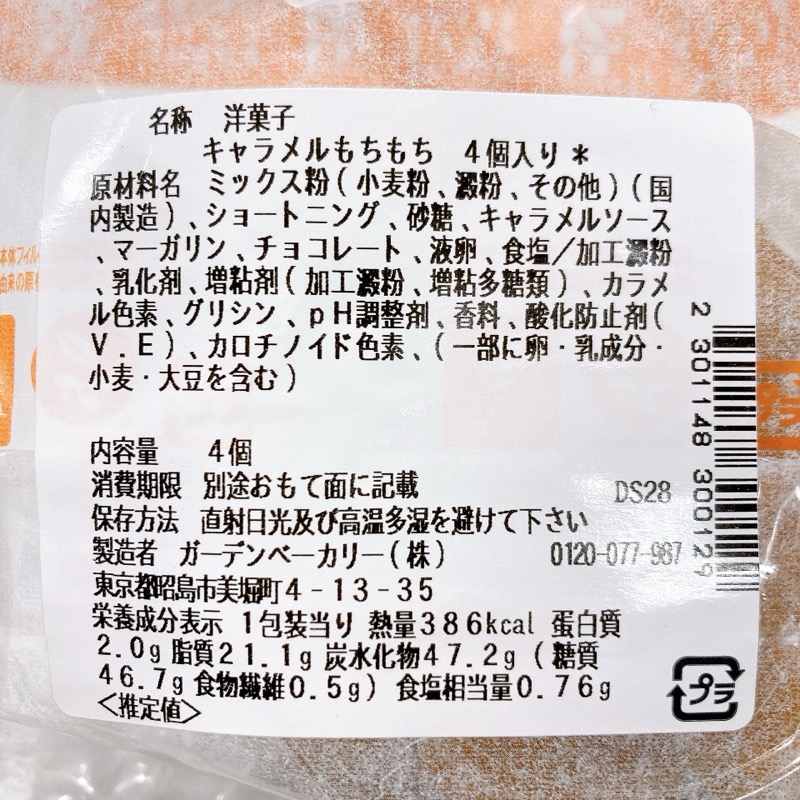 名称 洋菓子
キャラメルもちもち 4個入り*
原材料名 ミックス粉(小麦粉、澱粉、その他)(国
内製造)、ショートニング、砂糖、キャラメルソース
、マーガリン、チョコレート、液卵、食塩/加工澱粉
、乳化剤、増粘剤(加工澱粉、増粘多糖類)、カラメ
ル色素、グリシン、pH調整剤、香料、酸化防止剤(
V.E)、カロチノイド色素、(一部に卵・乳成分・
小麦・大豆を含む)
内容量 4個
消費期限 別途おもて面に記載 DS28
保存方法 直射日光及び高温多湿を避けて下さい
製造者 ガーデンベーカリー(株) 0120-077-987
東京都昭島市美堀町4-13-35
栄養成分表示 1包装当り 熱量386kcal 蛋白質
2.0g 脂質21.1g 炭水化物47.2g(糖質
46.7g 食物繊維0.5g) 食塩相当量0.76g
<推定値>
プラ
2 301148 300129
本体フィル
由来の原
プラ